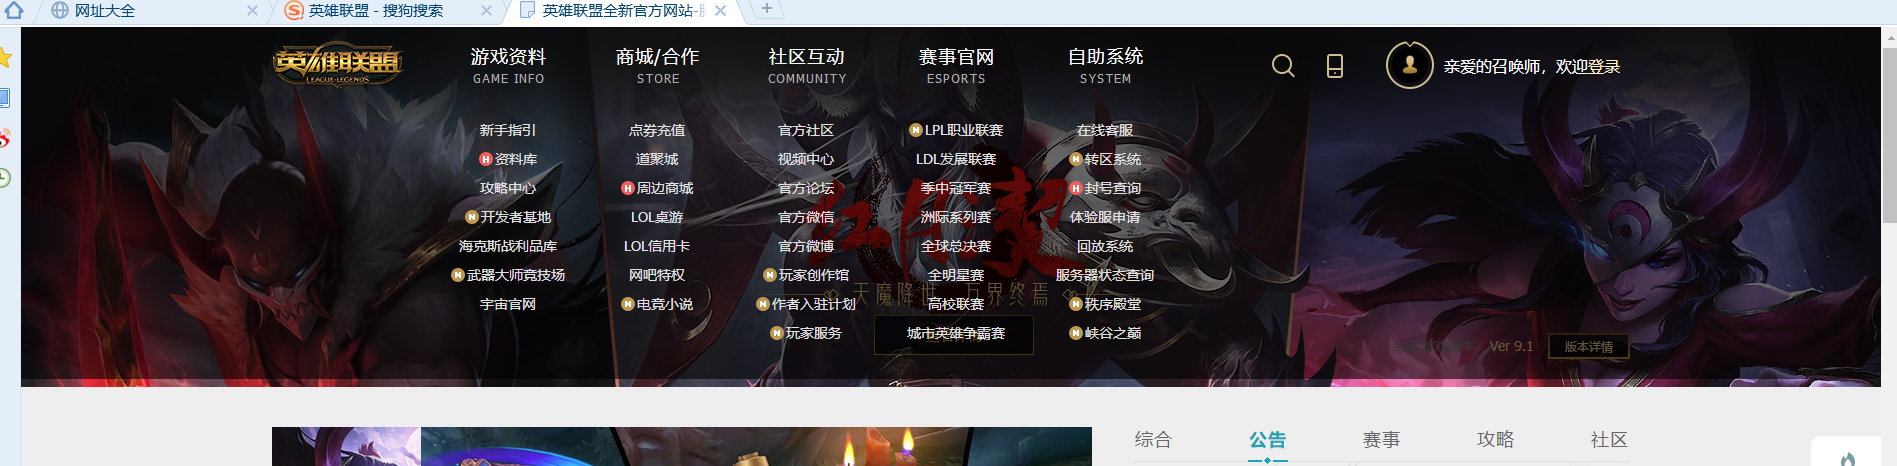 网址大全
英雄联盟 - 搜狗搜索
英雄联盟全新官方网站-
英雄联盟
LEAGUE of LEGENDS
游戏资料 商城/合作 社区互动 赛事官网 自助系统
GAME INFO STORE COMMUNITY ESPORTS SYSTEM
亲爱的召唤师，欢迎登录
新手指引 点券充值 官方社区 N LPL职业联赛 在线客服
H 资料库 道聚城 视频中心 LDL发展联赛 N 转区系统
攻略中心 H 周边商城 官方论坛 季中冠军赛 H 封号查询
N 开发者基地 LOL桌游 官方微信 洲际系列赛 体验服申请
海克斯战利品库 LOL信用卡 官方微博 全球总决赛 回放系统
N 武器大师竞技场 网吧特权 N 玩家创作馆 全明星赛 服务器状态查询
宇宙官网 N 电竞小说 N 作者入驻计划 高校联赛 N 秩序殿堂
N 玩家服务 城市英雄争霸赛 N 峡谷之巅
天魔降世 万界终焉
Ver 9.1 版本详情
综合 公告 赛事 攻略 社区